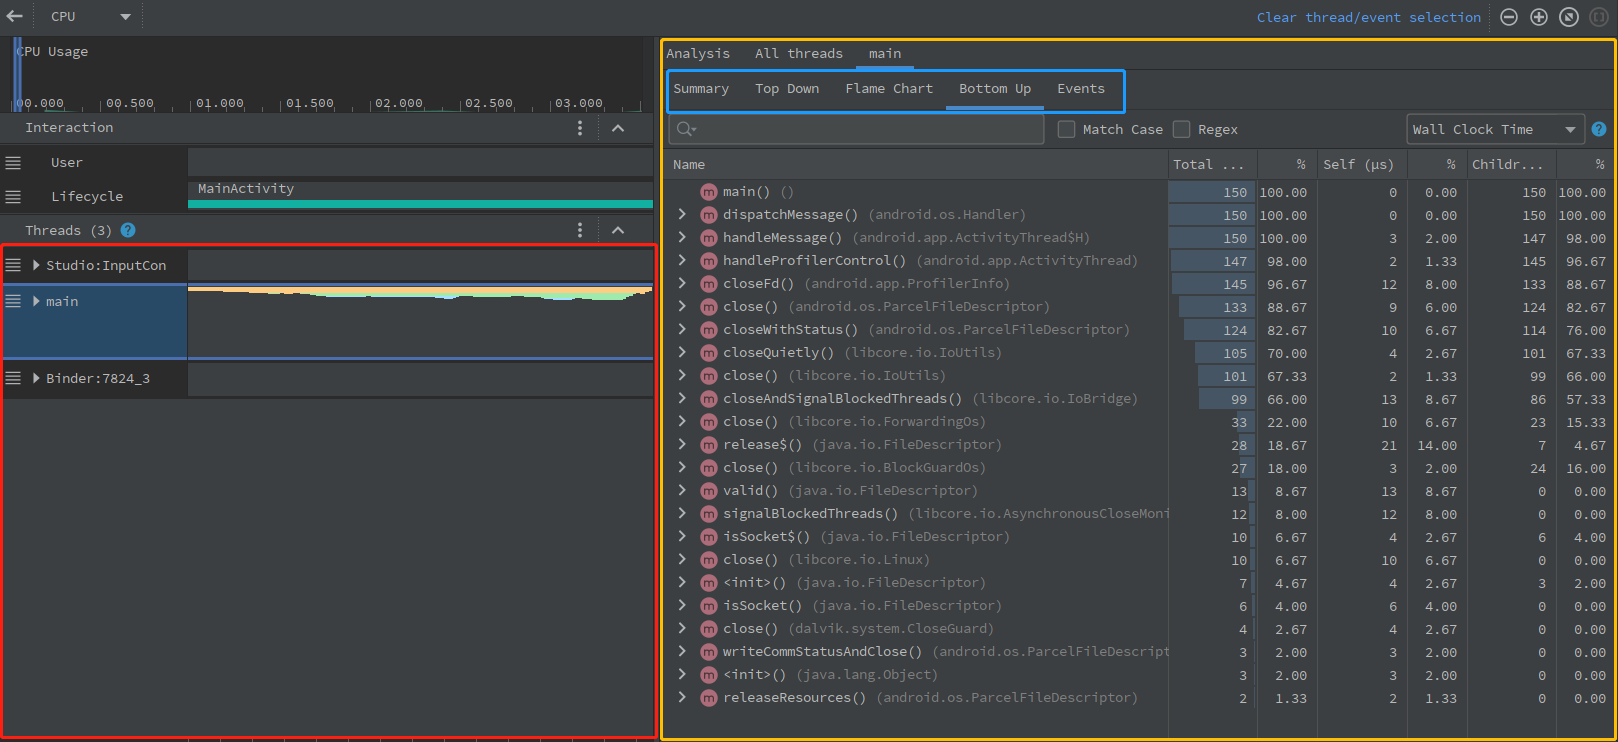 CPU
Clear thread/event selection
CPU Usage
00.000 00.500 01.000 01.500 02.000 02.500 03.000
Interaction
User
Lifecycle MainActivity
Threads (3) ?
Studio:InputCon
main
Binder:7824_3
Analysis All threads main
Summary Top Down Flame Chart Bottom Up Events
Match Case Regex Wall Clock Time ?
Name Total ... % Self (μs) % Childr... %
m main() () 150 100.00 0 0.00 150 100.00
m dispatchMessage() (android.os.Handler) 150 100.00 0 0.00 150 100.00
m handleMessage() (android.app.ActivityThread$H) 150 100.00 3 2.00 147 98.00
m handleProfilerControl() (android.app.ActivityThread) 147 98.00 2 1.33 145 96.67
m closeFd() (android.app.ProfilerInfo) 145 96.67 12 8.00 133 88.67
m close() (android.os.ParcelFileDescriptor) 133 88.67 9 6.00 124 82.67
m closeWithStatus() (android.os.ParcelFileDescriptor) 124 82.67 10 6.67 114 76.00
m closeQuietly() (libcore.io.IoUtils) 105 70.00 4 2.67 101 67.33
m close() (libcore.io.IoUtils) 101 67.33 2 1.33 99 66.00
m closeAndSignalBlockedThreads() (libcore.io.IoBridge) 99 66.00 13 8.67 86 57.33
m close() (libcore.io.ForwardingOs) 33 22.00 10 6.67 23 15.33
m release$() (java.io.FileDescriptor) 28 18.67 21 14.00 7 4.67
m close() (libcore.io.BlockGuardOs) 27 18.00 3 2.00 24 16.00
m valid() (java.io.FileDescriptor) 13 8.67 13 8.67 0 0.00
m signalBlockedThreads() (libcore.io.AsynchronousCloseMoni 12 8.00 12 8.00 0 0.00
m isSocket$() (java.io.FileDescriptor) 10 6.67 4 2.67 6 4.00
m close() (libcore.io.Linux) 10 6.67 10 6.67 0 0.00
m <init>() (java.io.FileDescriptor) 7 4.67 4 2.67 3 2.00
m isSocket() (java.io.FileDescriptor) 6 4.00 6 4.00 0 0.00
m close() (dalvik.system.CloseGuard) 4 2.67 4 2.67 0 0.00
m writeCommStatusAndClose() (android.os.ParcelFileDescript 3 2.00 3 2.00 0 0.00
m <init>() (java.lang.Object) 3 2.00 3 2.00 0 0.00
m releaseResources() (android.os.ParcelFileDescriptor) 2 1.33 2 1.33 0 0.00